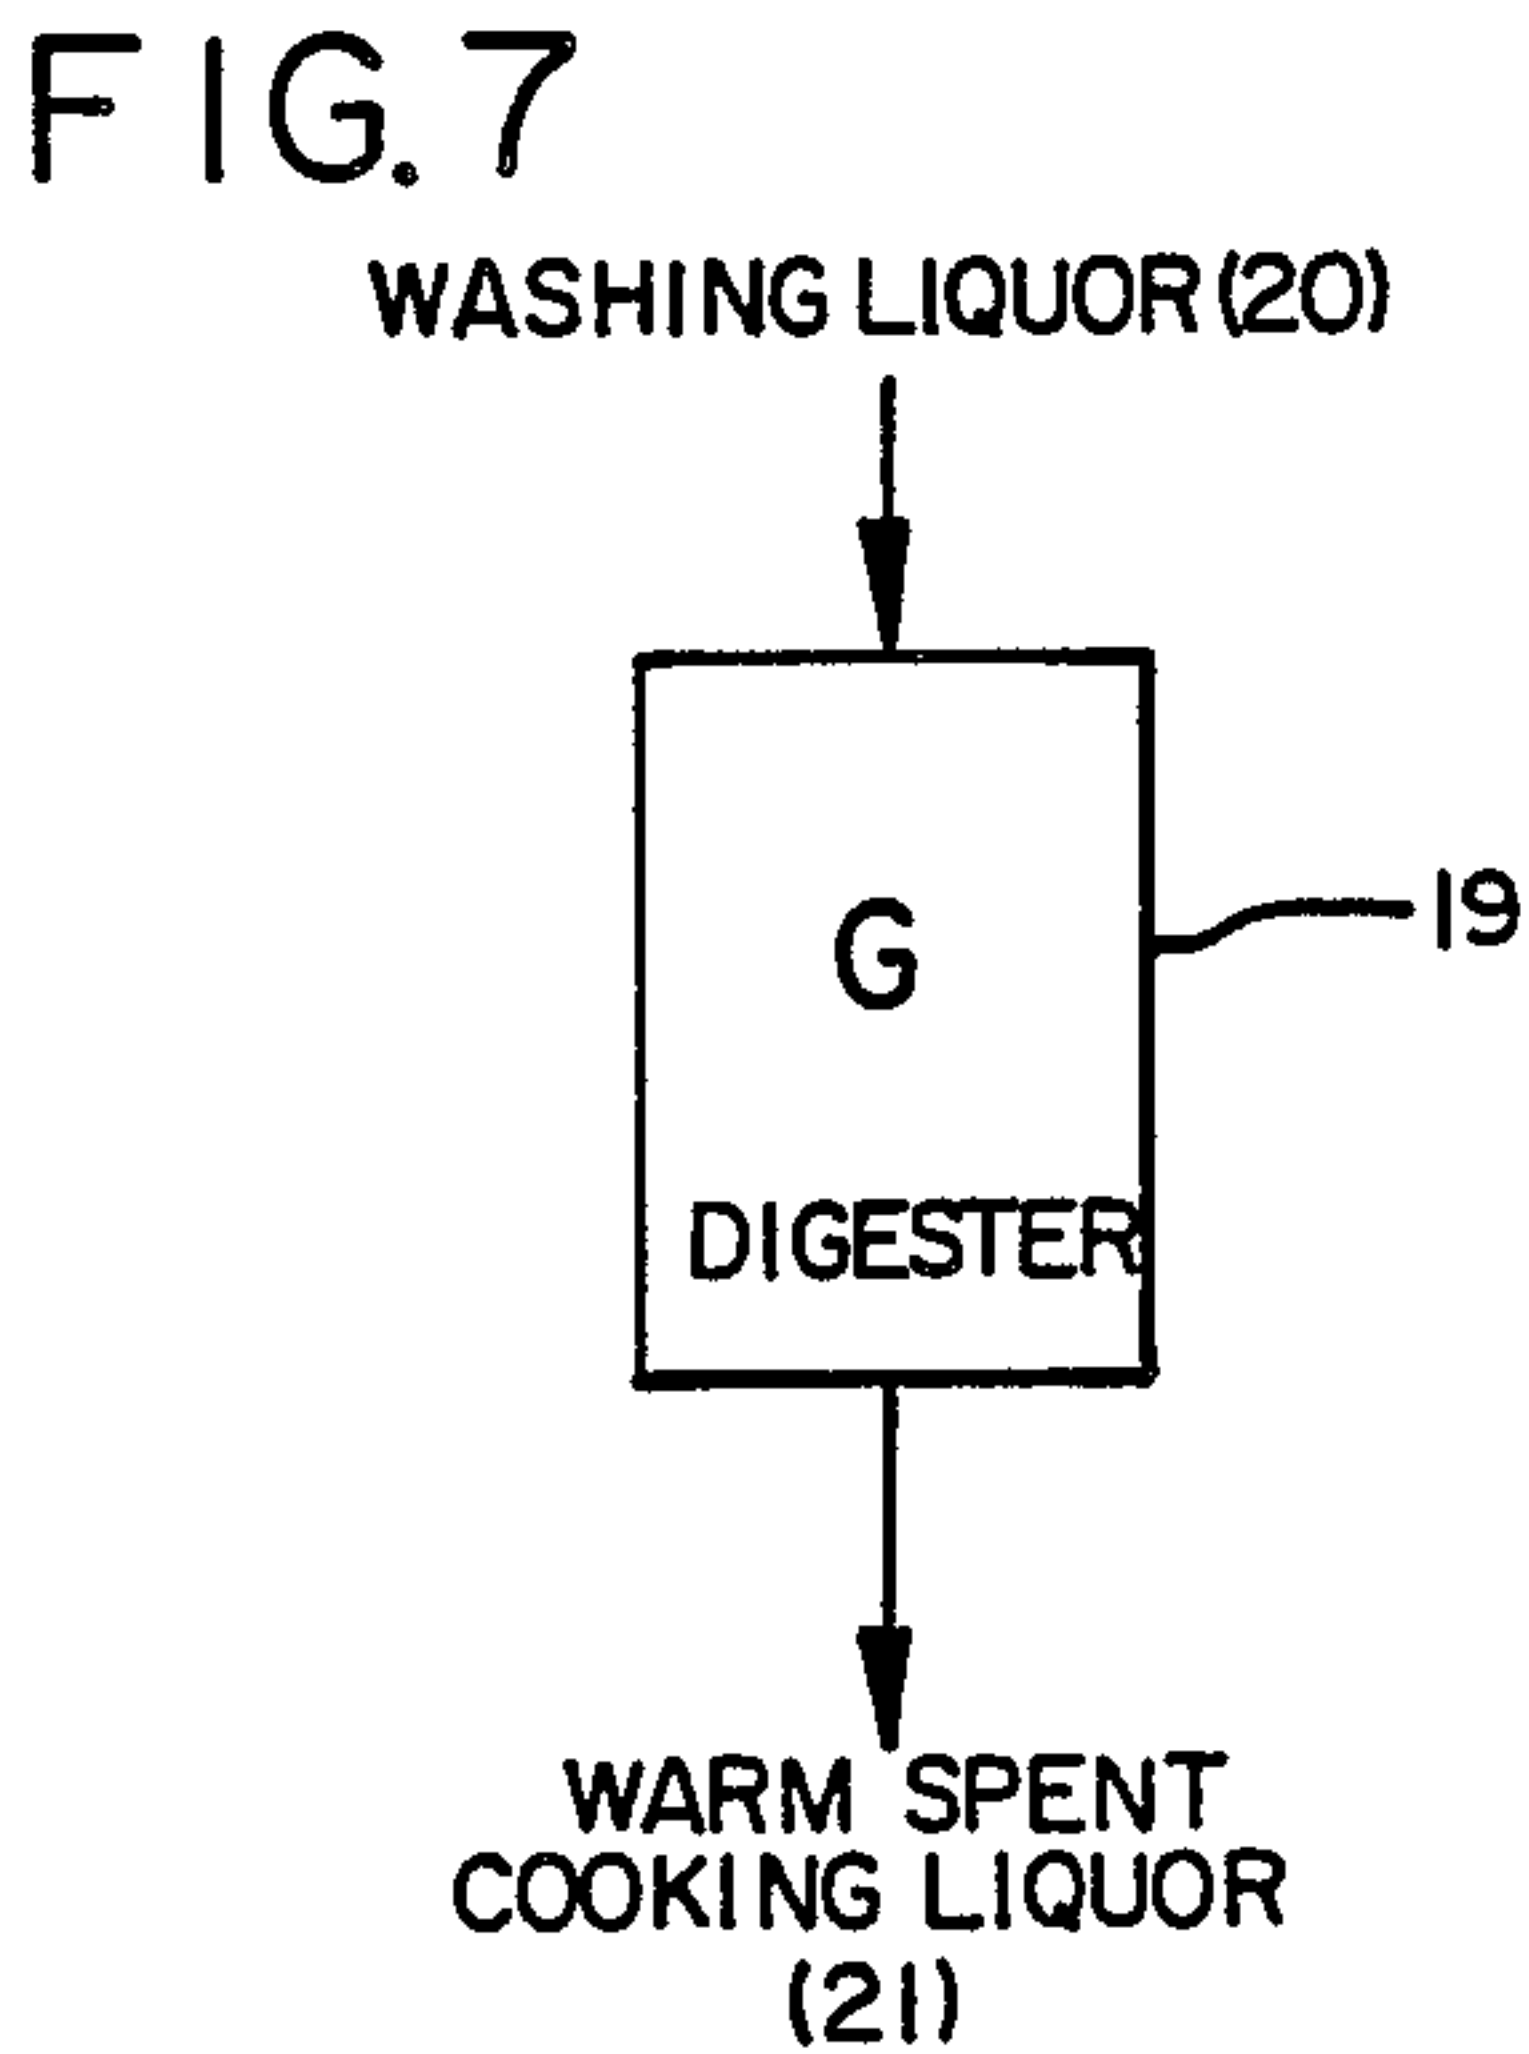 FIG. 7
WASHING LIQUOR (20)
G
19
DIGESTER
WARM SPENT
COOKING LIQUOR
(21)